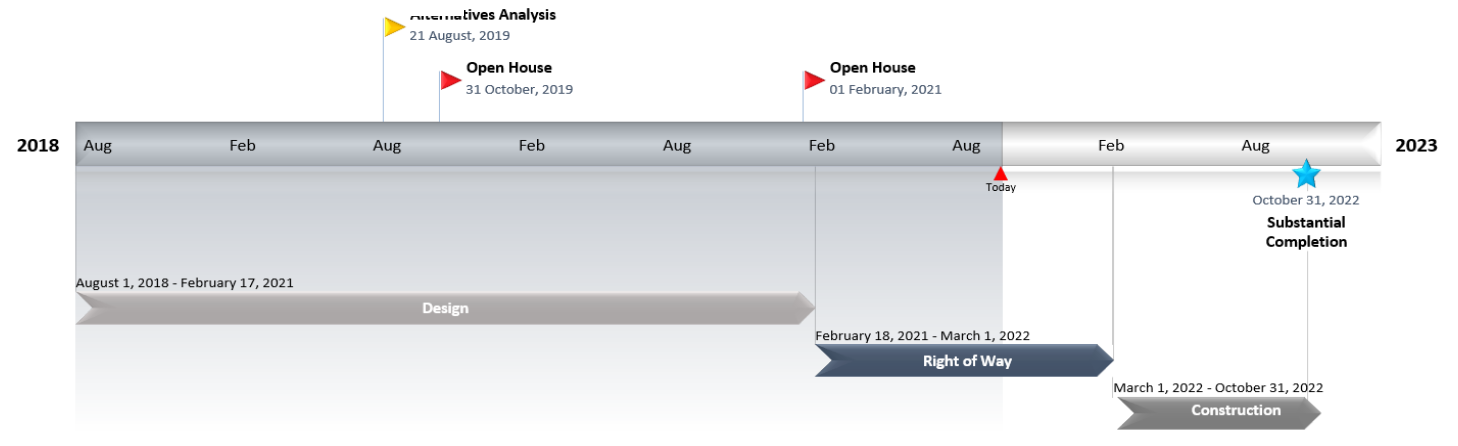 Alternatives Analysis
21 August, 2019
Open House
31 October, 2019
Open House
01 February, 2021
2018 Aug Feb Aug Feb Aug Feb Aug Feb Aug 2023
Today
October 31, 2022
Substantial
Completion
August 1, 2018 - February 17, 2021
Design
February 18, 2021 - March 1, 2022
Right of Way
March 1, 2022 - October 31, 2022
Construction